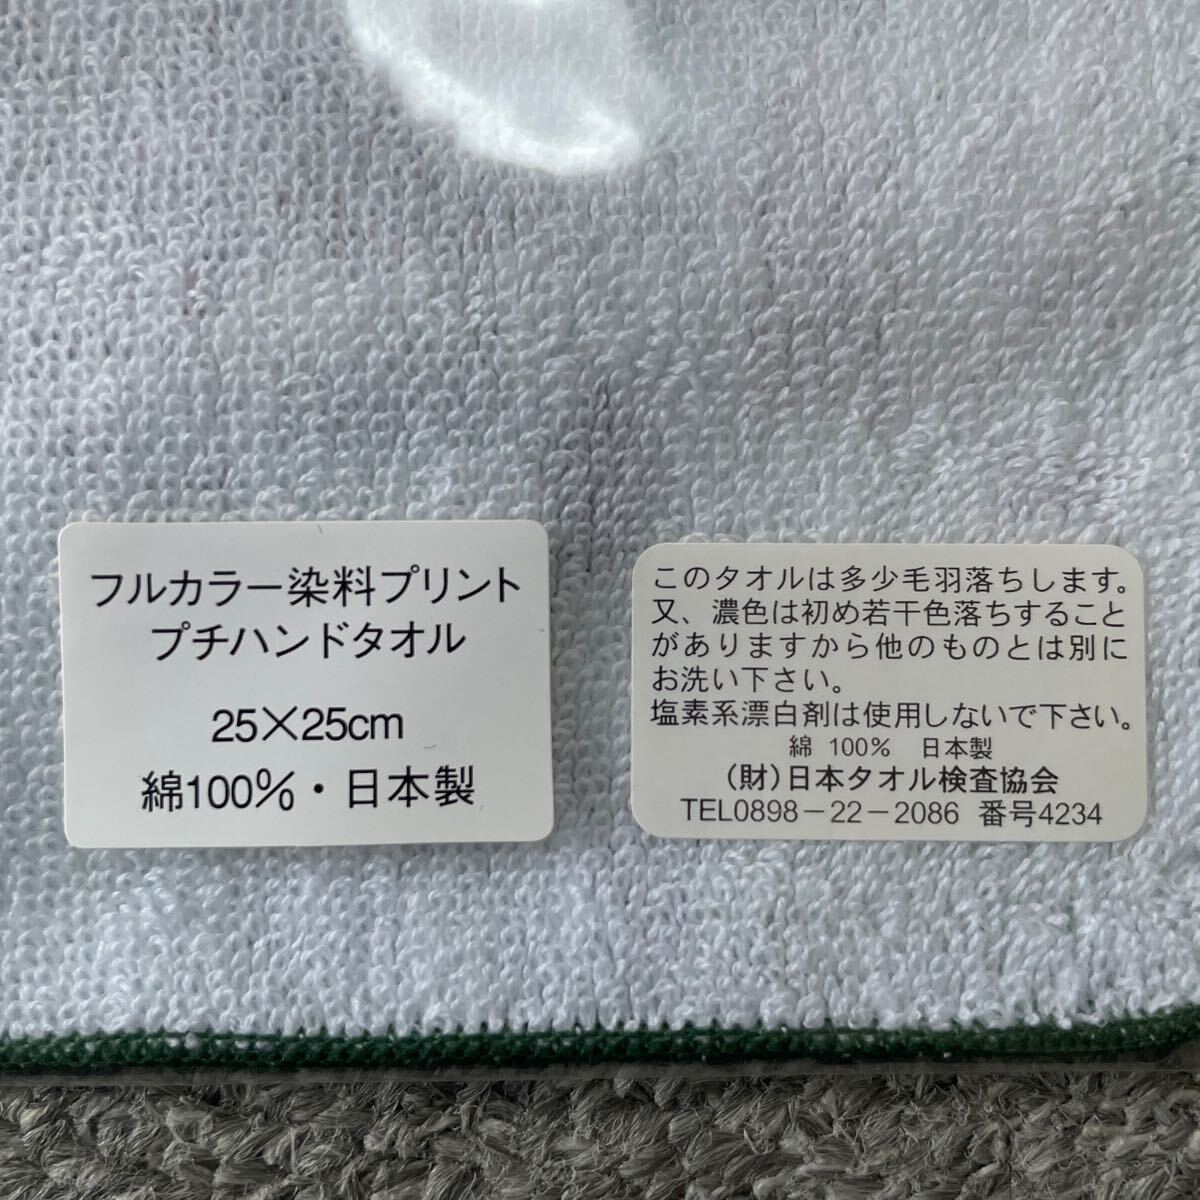 フルカラー染料プリント
プチハンドタオル
25×25cm
綿100%・日本製
このタオルは多少毛羽落ちします。
又、濃色は初め若干色落ちすること
がありますから他のものとは別に
お洗い下さい。
塩素系漂白剤は使用しないで下さい。
綿 100% 日本製
(財)日本タオル検査協会
TEL0898-22-2086 番号4234